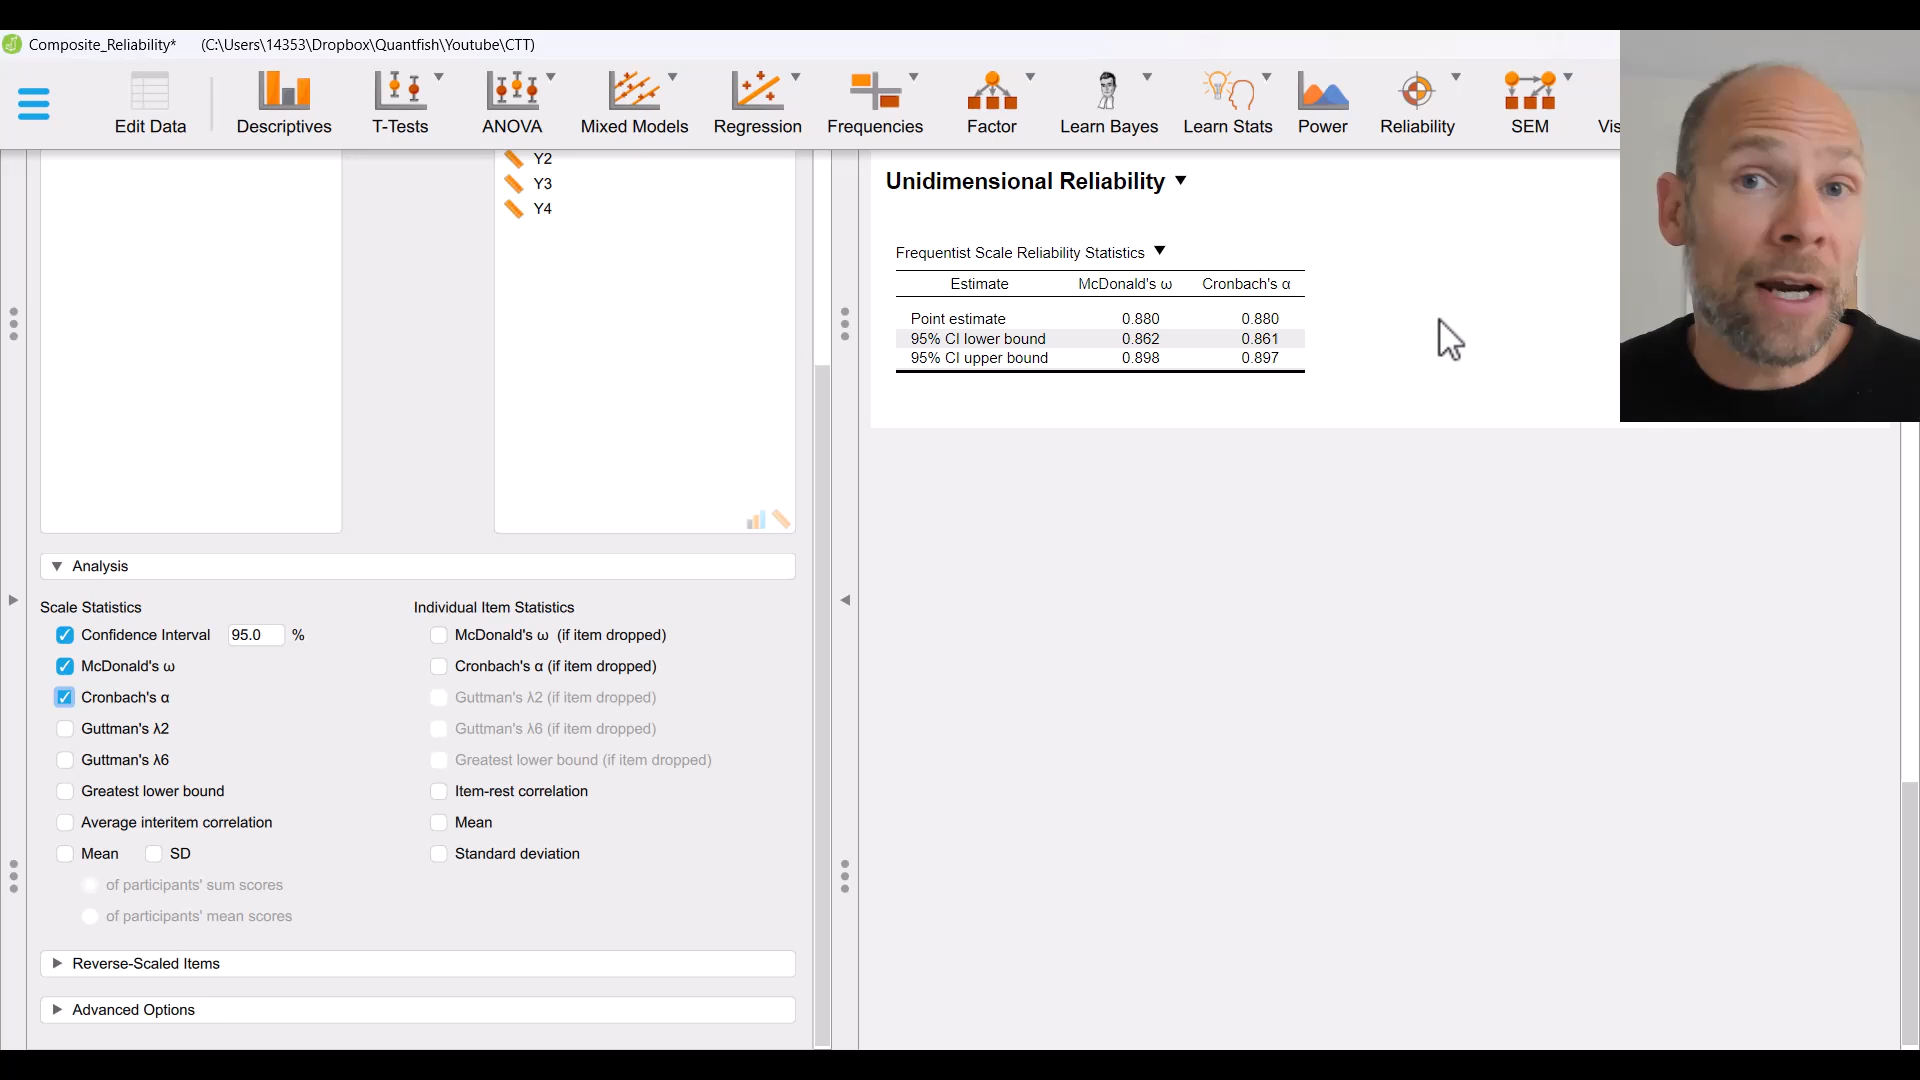 Composite_Reliability* (C:\Users\14353\Dropbox\Quantfish\Youtube\CTT)
Edit Data Descriptives T-Tests ANOVA Mixed Models Regression Frequencies Factor Learn Bayes Learn Stats Power Reliability SEM Vis
Y2
Y3
Y4
Analysis
Scale Statistics
Confidence Interval 95.0 %
McDonald's ω
Cronbach's α
Guttman's λ2
Guttman's λ6
Greatest lower bound
Average interitem correlation
Mean SD
of participants' sum scores
of participants' mean scores
Individual Item Statistics
McDonald's ω (if item dropped)
Cronbach's α (if item dropped)
Guttman's λ2 (if item dropped)
Guttman's λ6 (if item dropped)
Greatest lower bound (if item dropped)
Item-rest correlation
Mean
Standard deviation
Reverse-Scaled Items
Advanced Options
Unidimensional Reliability
Frequentist Scale Reliability Statistics
Estimate McDonald's ω Cronbach's α
Point estimate 0.880 0.880
95% CI lower bound 0.862 0.861
95% CI upper bound 0.898 0.897